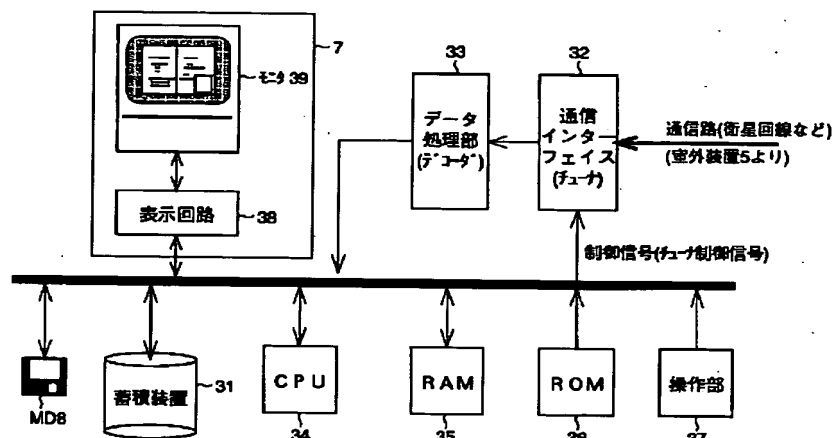 7
モニタ 39
表示回路
38
33
データ
処理部
(デコーダ)
32
通信
インター
フェイス
(チューナ)
通信路(衛星回線など)
(室外装置5より)
制御信号(チューナ制御信号)
MD8
蓄積装置
31
CPU
34
RAM
35
ROM
操作部